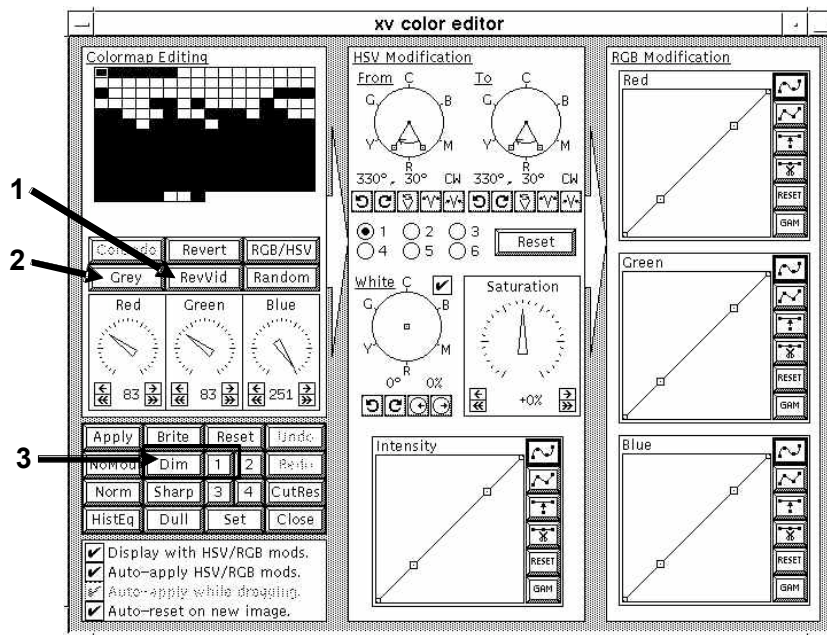 xv color editor
Colormap Editing
1
2
3
Revert RGB/HSV
Grey RevVid Random
Red Green Blue
83 83 251
Apply Brite Reset Undo
NoMod Dim 1 2 Redo
Norm Sharp 3 4 CutRes
HistEq Dull Set Close
Display with HSV/RGB mods.
Auto-apply HSV/RGB mods.
Auto-apply while dragging.
Auto-reset on new image.
HSV Modification
From To
C C
G B G B
Y M Y M
R R
330°, 30° CW 330°, 30° CW
1 2 3
4 5 6
Reset
White
C
G B
Y M
R
0° 0%
Saturation
+0%
Intensity
RESET
GAM
RGB Modification
Red
RESET
GAM
Green
RESET
GAM
Blue
RESET
GAM